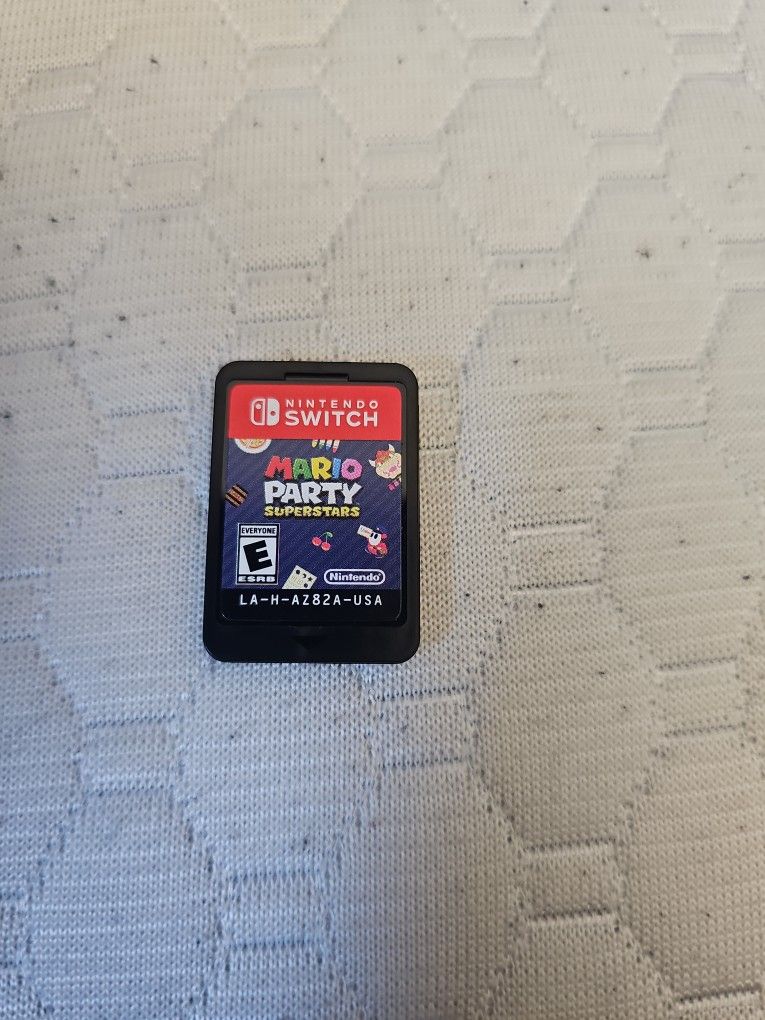 NINTENDO
SWITCH
MARIO
PARTY
SUPERSTARS
EVERYONE
E
ESRB
Nintendo
LA-H-AZ82A-USA